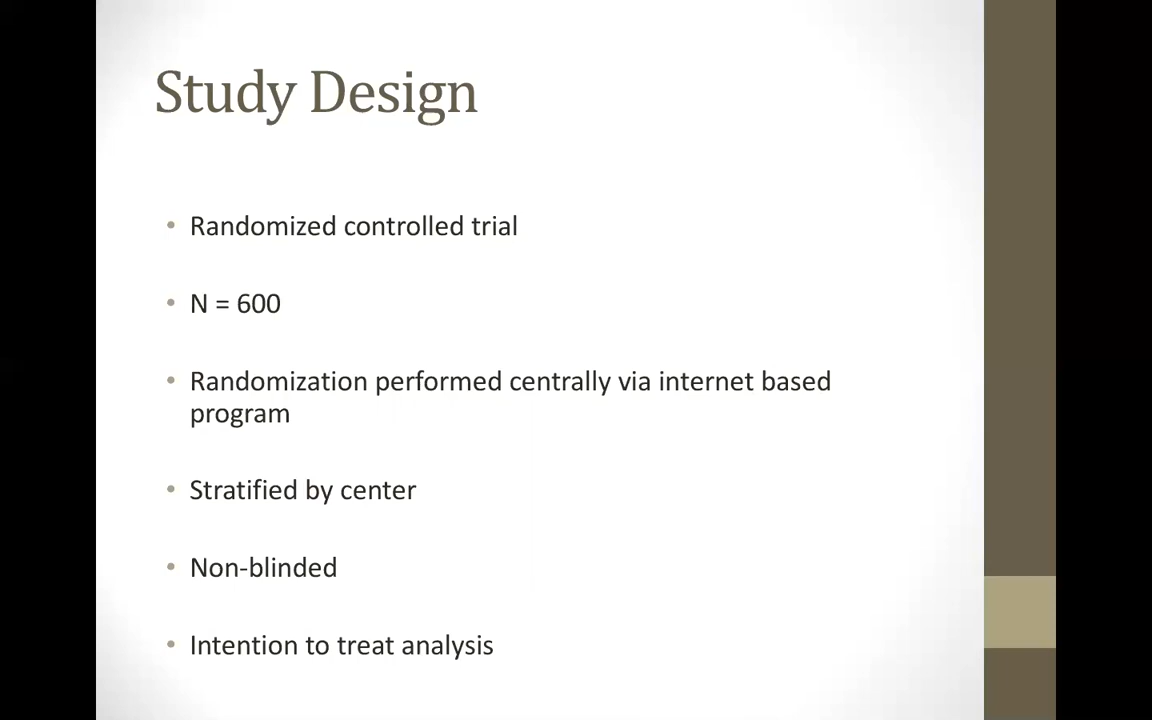 Study Design
• Randomized controlled trial
• N = 600
• Randomization performed centrally via internet based
program
• Stratified by center
• Non-blinded
• Intention to treat analysis